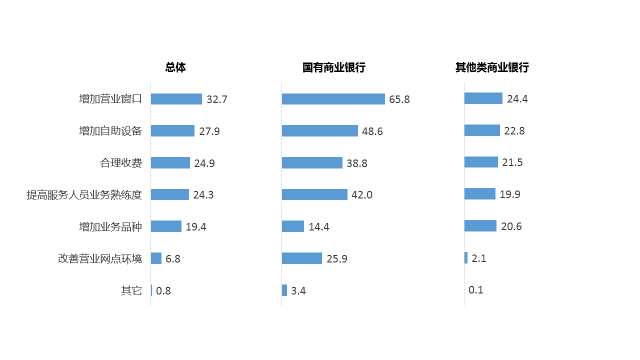 总体 国有商业银行 其他类商业银行
增加营业窗口 32.7 65.8 24.4
增加自助设备 27.9 48.6 22.8
合理收费 24.9 38.8 21.5
提高服务人员业务熟练度 24.3 42.0 19.9
增加业务品种 19.4 14.4 20.6
改善营业网点环境 6.8 25.9 2.1
其它 0.8 3.4 0.1